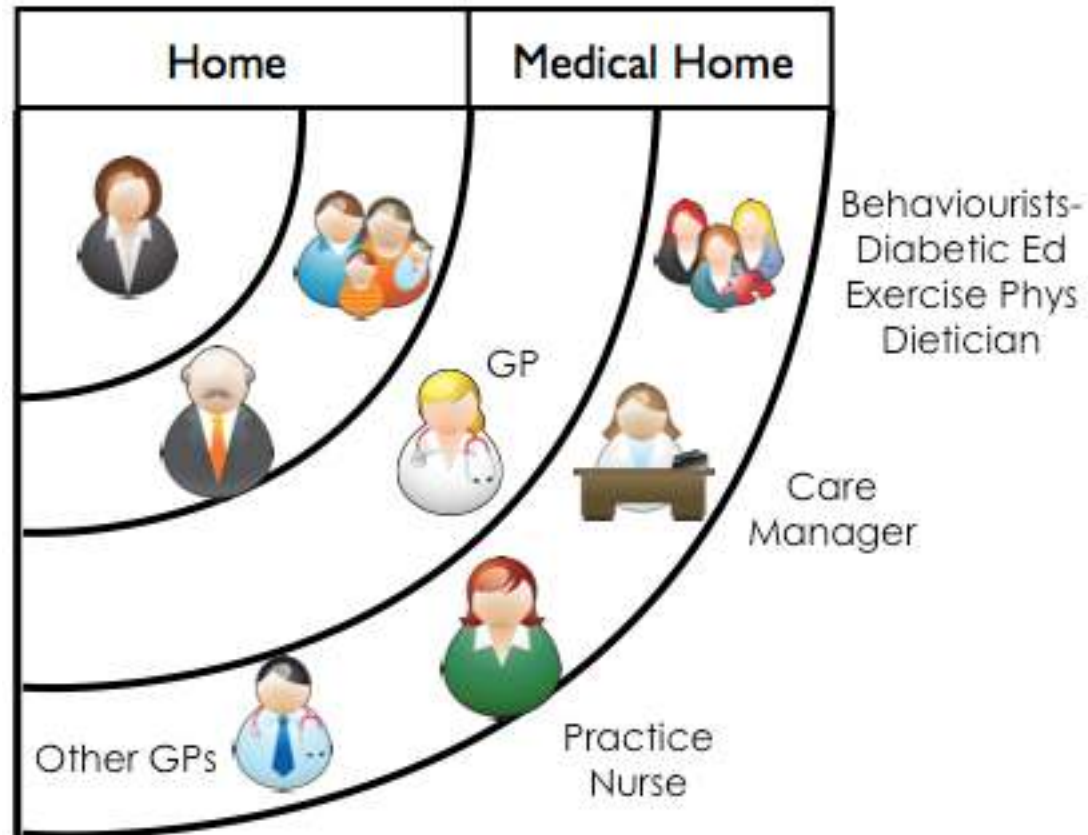 Home
Medical Home
Behaviourists-
Diabetic Ed
Exercise Phys
Dietician
GP
Care
Manager
Practice
Nurse
Other GPs